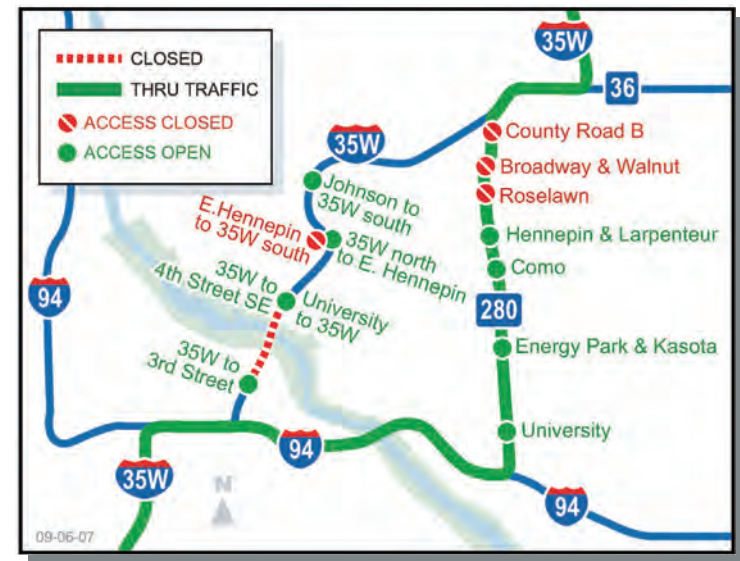 CLOSED
THRU TRAFFIC
ACCESS CLOSED
ACCESS OPEN
35W
36
County Road B
35W
Broadway & Walnut
Johnson to
35W south
Roselawn
E.Hennepin
to 35W south
35W north
to E. Hennepin
Hennepin & Larpenteur
Como
94
35W to
4th Street SE
University
to 35W
280
Energy Park & Kasota
35W to
3rd Street
University
94
35W
N
94
09-06-07